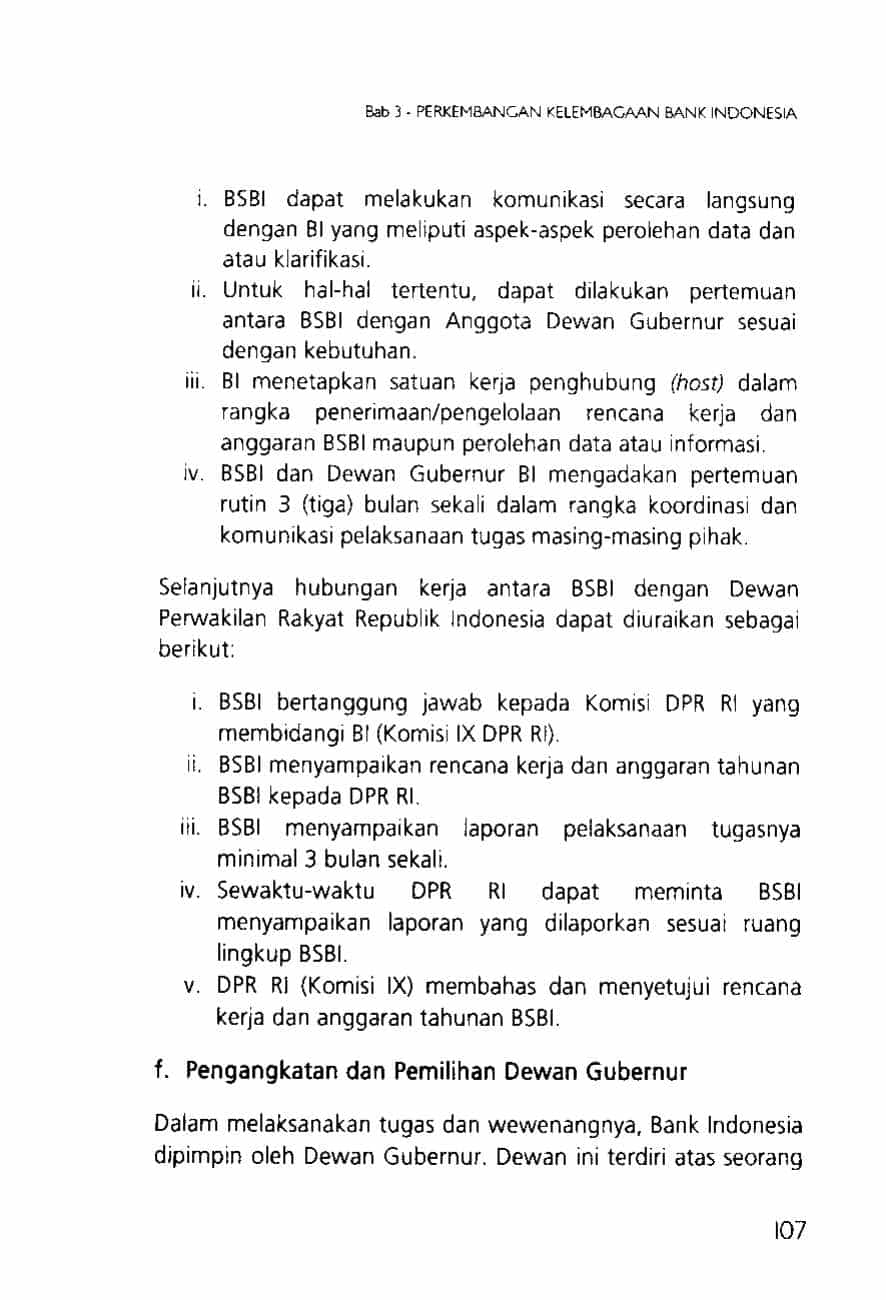 Bab 3 - PERKEMBANGAN KELEMBAGAAN BANK INDONESIA
i. BSBI dapat melakukan komunikasi secara langsung
dengan BI yang meliputi aspek-aspek perolehan data dan
atau klarifikasi.
ii. Untuk hal-hal tertentu, dapat dilakukan pertemuan
antara BSBI dengan Anggota Dewan Gubernur sesuai
dengan kebutuhan.
iii. BI menetapkan satuan kerja penghubung (host) dalam
rangka penerimaan/pengelolaan rencana kerja dan
anggaran BSBI maupun perolehan data atau informasi.
iv. BSBI dan Dewan Gubernur BI mengadakan pertemuan
rutin 3 (tiga) bulan sekali dalam rangka koordinasi dan
komunikasi pelaksanaan tugas masing-masing pihak.
Selanjutnya hubungan kerja antara BSBI dengan Dewan
Perwakilan Rakyat Republik Indonesia dapat diuraikan sebagai
berikut:
i. BSBI bertanggung jawab kepada Komisi DPR RI yang
membidangi BI (Komisi IX DPR RI).
ii. BSBI menyampaikan rencana kerja dan anggaran tahunan
BSBI kepada DPR RI.
iii. BSBI menyampaikan laporan pelaksanaan tugasnya
minimal 3 bulan sekali.
iv. Sewaktu-waktu DPR RI dapat meminta BSBI
menyampaikan laporan yang dilaporkan sesuai ruang
lingkup BSBI.
v. DPR RI (Komisi IX) membahas dan menyetujui rencana
kerja dan anggaran tahunan BSBI.
f. Pengangkatan dan Pemilihan Dewan Gubernur
Dalam melaksanakan tugas dan wewenangnya, Bank Indonesia
dipimpin oleh Dewan Gubernur. Dewan ini terdiri atas seorang
107